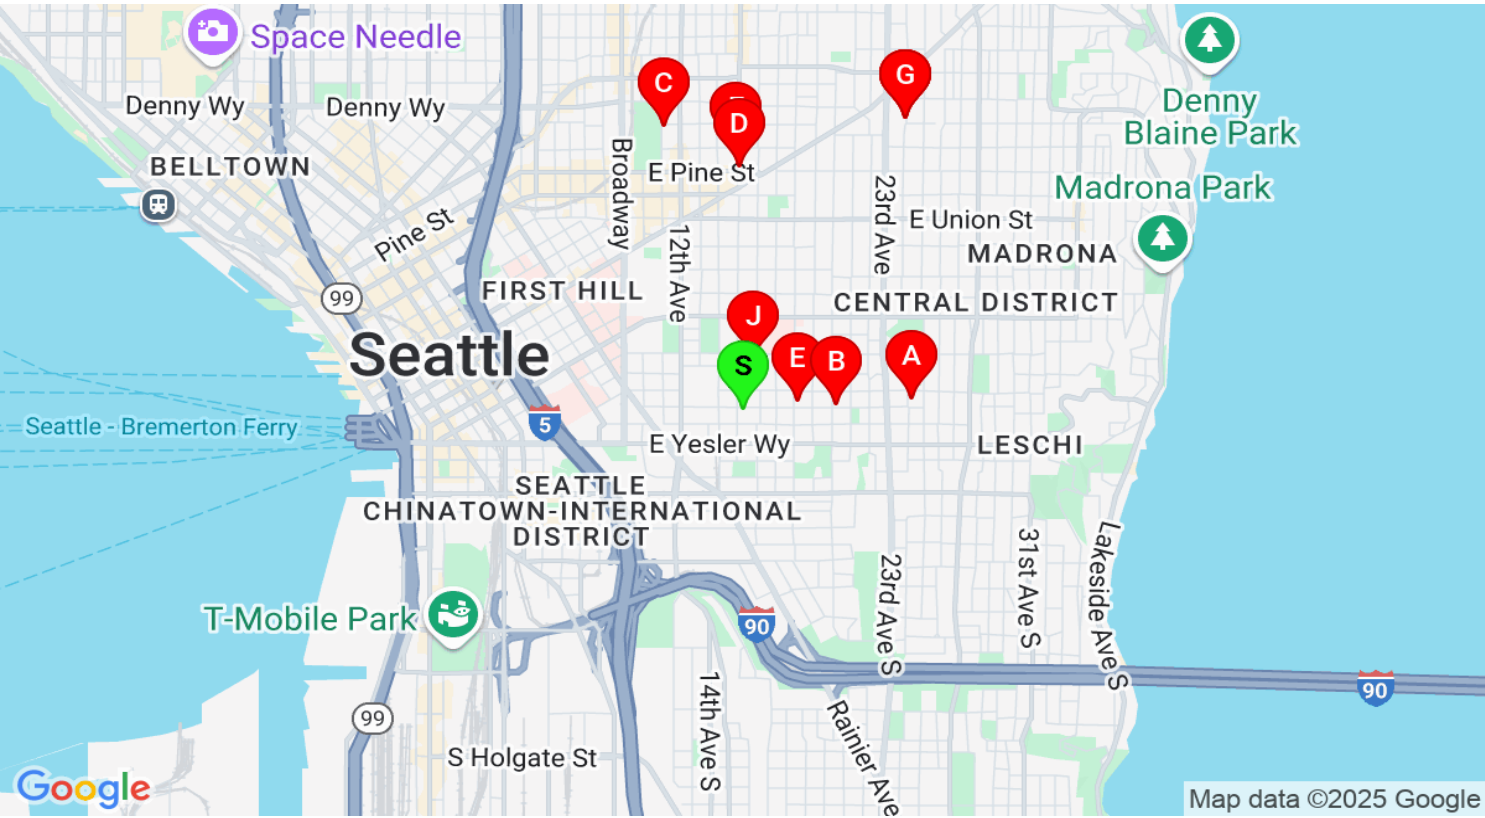 Space Needle
Denny Wy
Denny Wy
C
G
D
Denny
Blaine Park
BELLTOWN
Broadway
E Pine St
23rd Ave
Madrona Park
Pine St
12th Ave
E Union St
MADRONA
99
FIRST HILL
CENTRAL DISTRICT
J
Seattle
S
E
B
A
5
Seattle - Bremerton Ferry
E Yesler Wy
LESCHI
SEATTLE
CHINATOWN-INTERNATIONAL
DISTRICT
31st Ave S
Lakeside Ave S
23rd Ave S
T-Mobile Park
90
90
14th Ave S
99
Rainier Ave
S Holgate St
Google
Map data ©2025 Google